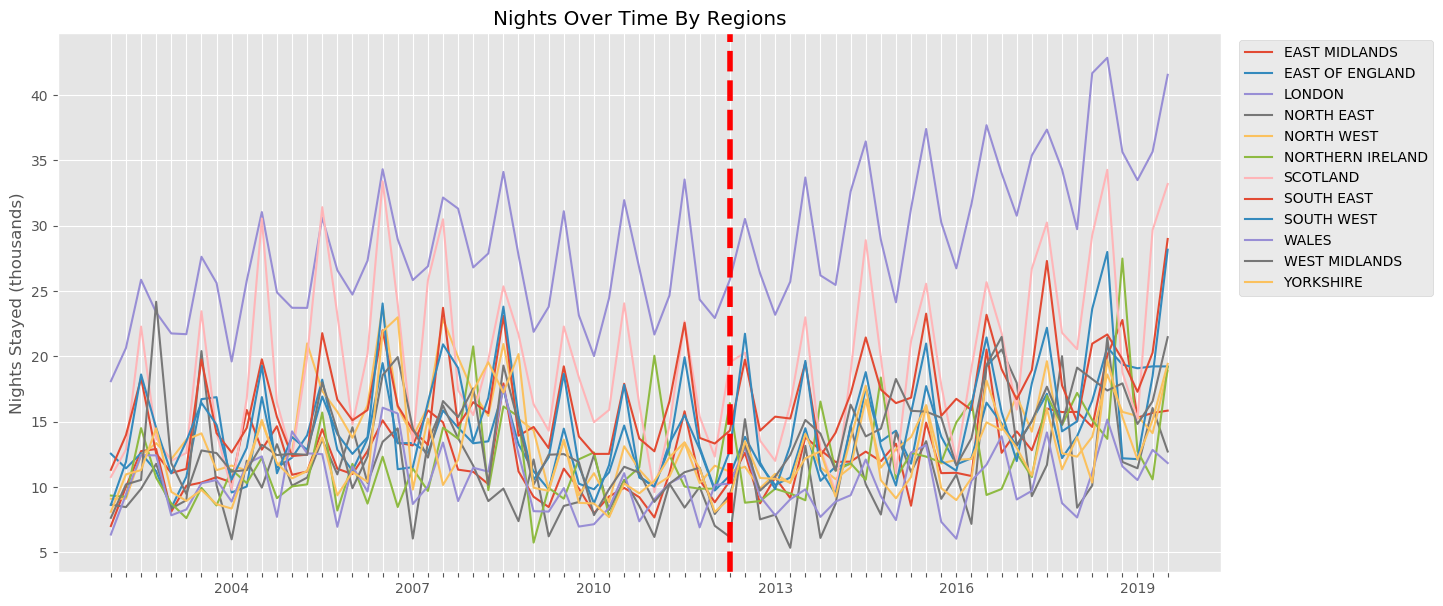 Nights Over Time By Regions
Nights Stayed (thousands)
40
35
30
25
20
15
10
5
2004 2007 2010 2013 2016 2019
EAST MIDLANDS
EAST OF ENGLAND
LONDON
NORTH EAST
NORTH WEST
NORTHERN IRELAND
SCOTLAND
SOUTH EAST
SOUTH WEST
WALES
WEST MIDLANDS
YORKSHIRE